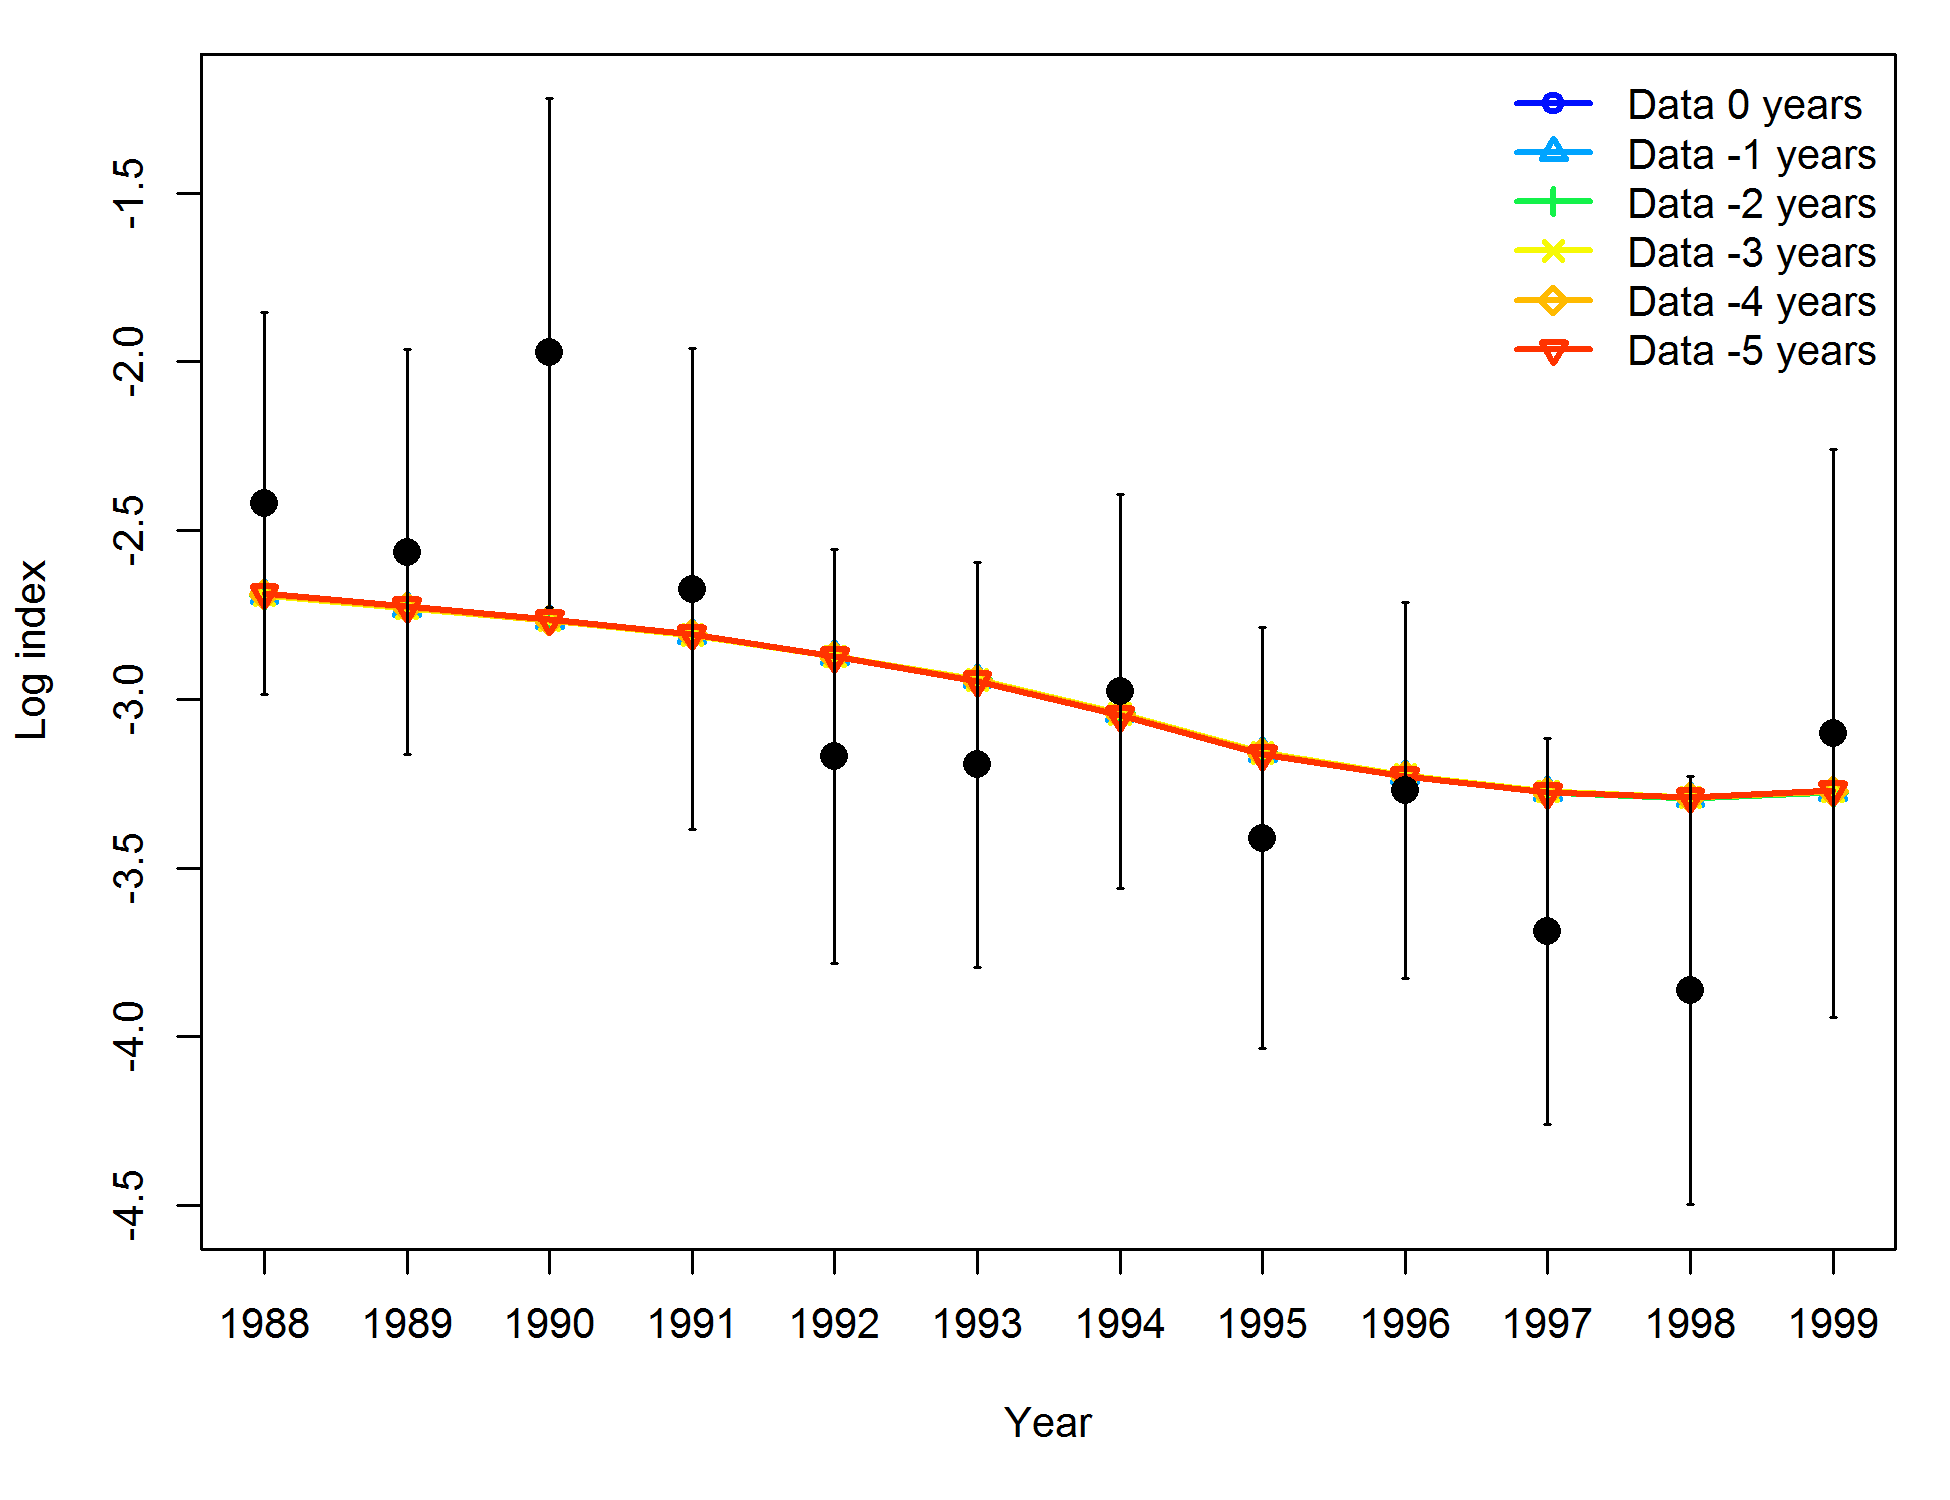 Data 0 years
Data -1 years
Data -2 years
Data -3 years
Data -4 years
Data -5 years
Log index
-1.5
-2.0
-2.5
-3.0
-3.5
-4.0
-4.5
1988 1989 1990 1991 1992 1993 1994 1995 1996 1997 1998 1999
Year